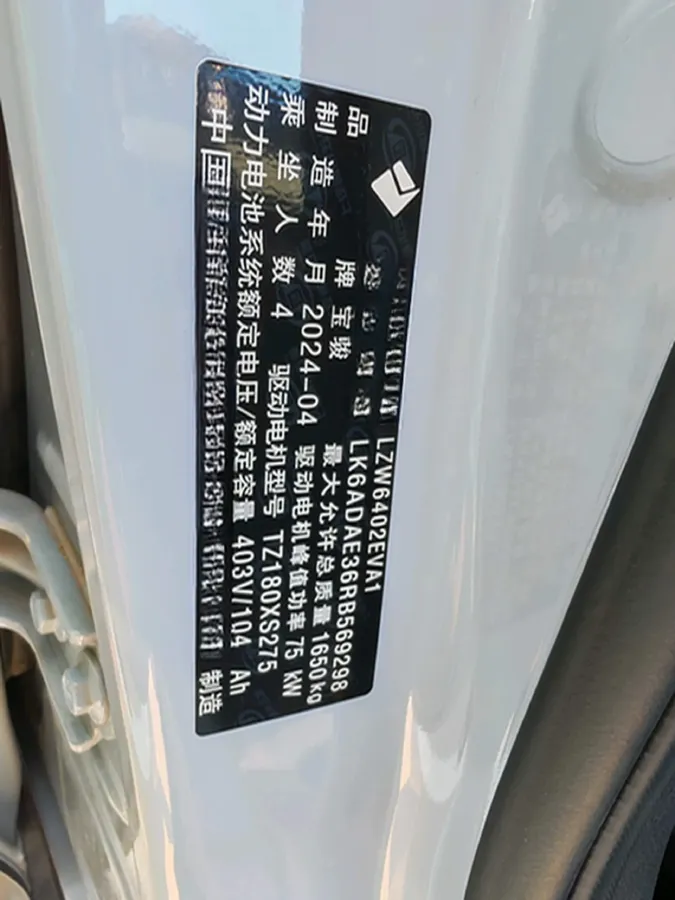 LZW6402EVA1
LK6ADAE36RB569298
品牌 宝骏 最大允许总质量 1650kg
制造年月 2024-04 驱动电机峰值功率 75 kW
乘坐人数 4 驱动电机型号 TZ180XS275
动力电池系统额定电压/额定容量 403V/104 Ah
中国 制造